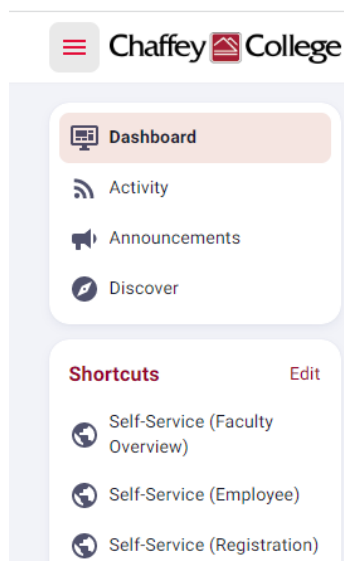 Chaffey College
Dashboard
Activity
Announcements
Discover
Shortcuts Edit
Self-Service (Faculty
Overview)
Self-Service (Employee)
Self-Service (Registration)